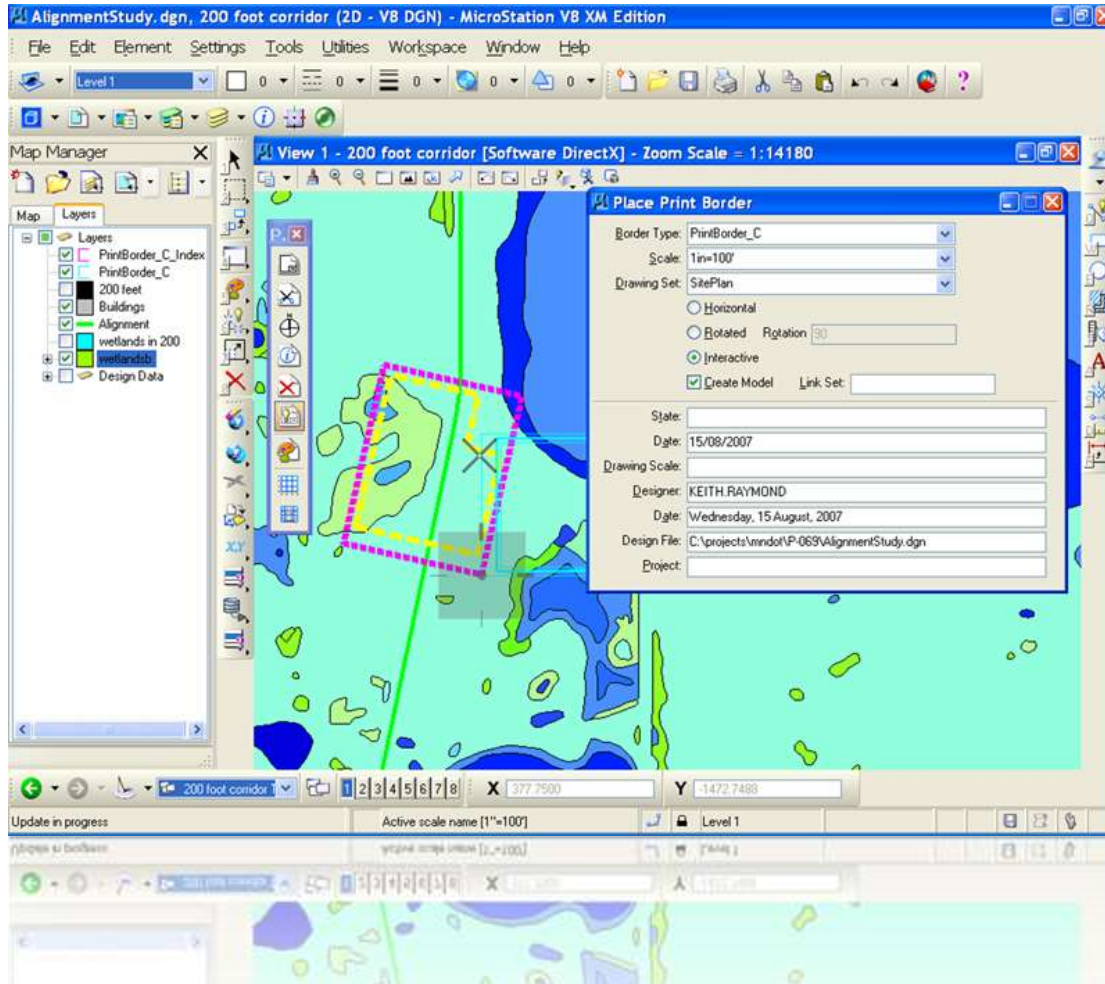 AlignmentStudy.dgn, 200 foot corridor (2D - V8 DGN) - MicroStation V8 XM Edition
File Edit Element Settings Tools Utilities Workspace Window Help
Level 1 0 0 0 0 0
Map Manager
Map Layers
Layers
PrintBorder_C_Index
PrintBorder_C
200 feet
Buildings
Alignment
wetlands in 200
wetlandsb
Design Data
View 1 - 200 foot corridor [Software DirectX] - Zoom Scale = 1:14180
P.
Place Print Border
Border Type: PrintBorder_C
Scale: 1in=100'
Drawing Set: SitePlan
Horizontal
Rotated Rotation 90
Interactive
Create Model Link Set:
State:
Date: 15/08/2007
Drawing Scale:
Designer: KEITH.RAYMOND
Date: Wednesday, 15 August, 2007
Design File: C:\projects\mndot\P-069\AlignmentStudy.dgn
Project:
200 foot corridor 1 2 3 4 5 6 7 8 X 377.7500 Y -1472.7488
Update in progress Active scale name [1"=100'] Level 1